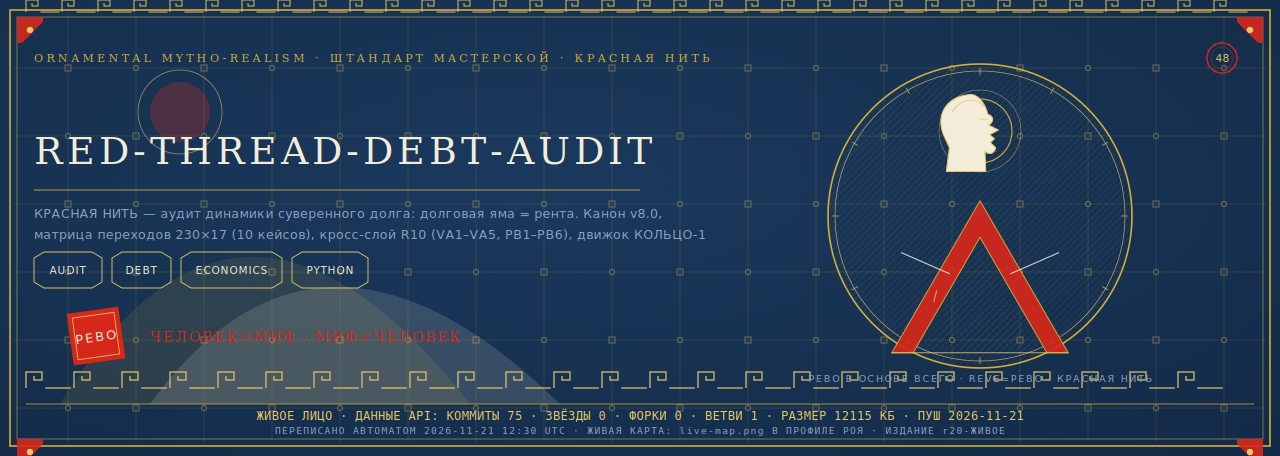 ORNAMENTAL MYTHO-REALISM · ШТАНДАРТ МАСТЕРСКОЙ · КРАСНАЯ НИТЬ
48
RED-THREAD-DEBT-AUDIT
КРАСНАЯ НИТЬ — аудит динамики суверенного долга: долговая яма = рента. Канон v8.0,
матрица переходов 230×17 (10 кейсов), кросс-слой R10 (VA1–VA5, PB1–PB6), движок КОЛЬЦО-1
AUDIT
DEBT
ECONOMICS
PYTHON
РЕВО
ЧЕЛОВЕК=МИФ · МИФ=ЧЕЛОВЕК
РЕВО В ОСНОВЕ ВСЕГО · REVE=РЕВО · КРАСНАЯ НИТЬ
ЖИВОЕ ЛИЦО · ДАННЫЕ API: КОММИТЫ 75 · ЗВЁЗДЫ 0 · ФОРКИ 0 · ВЕТВИ 1 · РАЗМЕР 12115 КБ · ПУШ 2026-11-21
ПЕРЕПИСАНО АВТОМАТОМ 2026-11-21 12:30 UTC · ЖИВАЯ КАРТА: live-map.png В ПРОФИЛЕ РОЯ · ИЗДАНИЕ r20-ЖИВОЕ